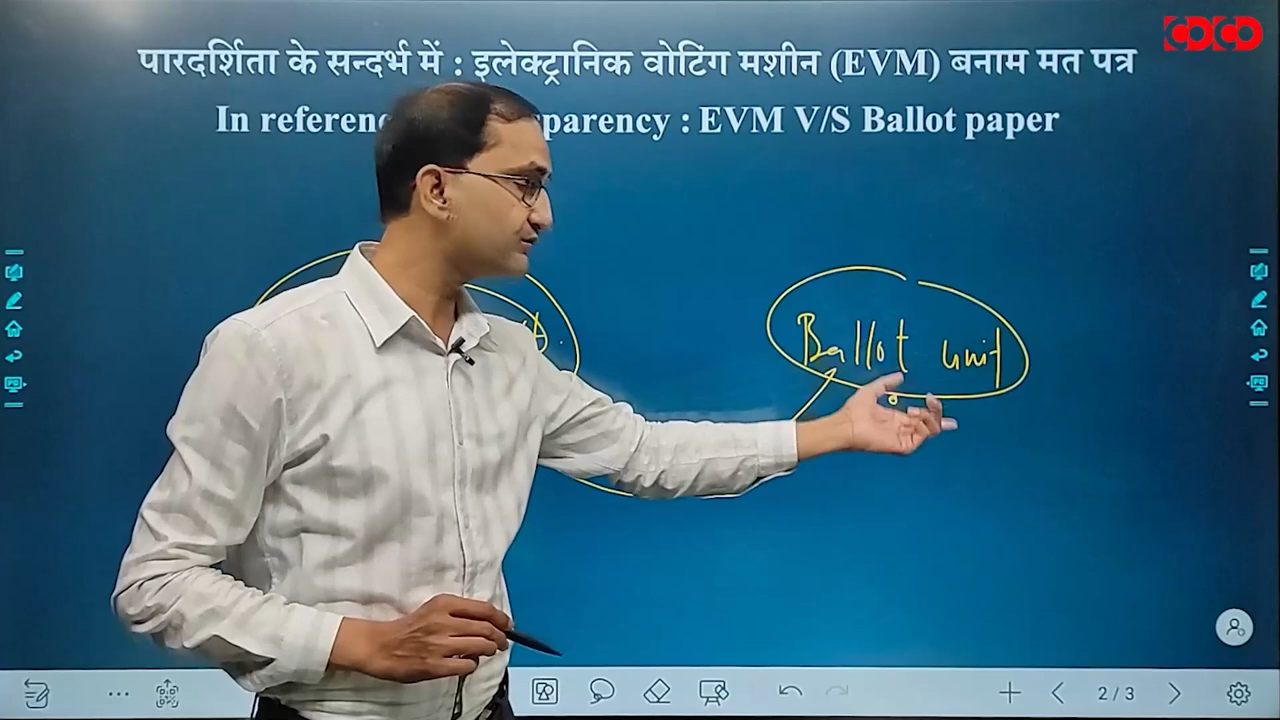 COCO
पारदर्शिता के सन्दर्भ में : इलेक्ट्रानिक वोटिंग मशीन (EVM) बनाम मत पत्र
In referenc parency : EVM V/S Ballot paper
Ballot unit
2 / 3